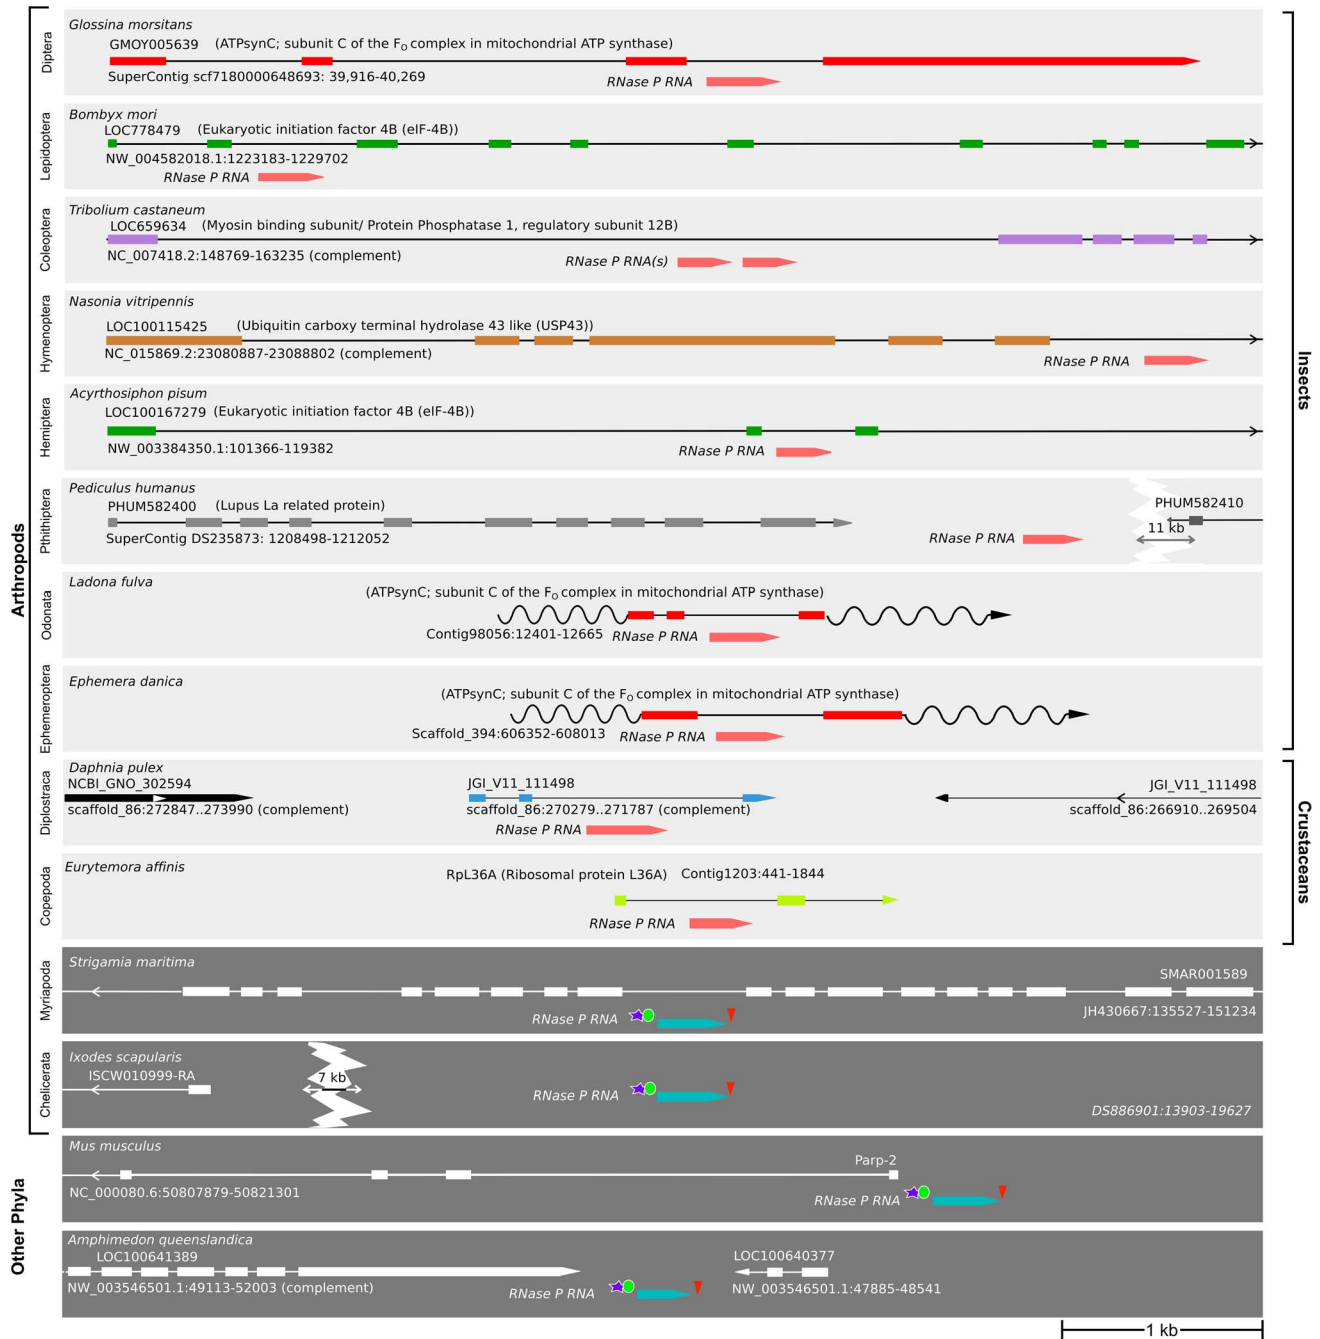 Arthropods
Other Phyla
Insects
Crustaceans
Diptera
Glossina morsitans
GMOY005639 (ATPsynC; subunit C of the FO complex in mitochondrial ATP synthase)
SuperContig scf7180000648693: 39,916-40,269
RNase P RNA
Lepidoptera
Bombyx mori
LOC778479 (Eukaryotic initiation factor 4B (eIF-4B))
NW_004582018.1:1223183-1229702
RNase P RNA
Coleoptera
Tribolium castaneum
LOC659634 (Myosin binding subunit/ Protein Phosphatase 1, regulatory subunit 12B)
NC_007418.2:148769-163235 (complement)
RNase P RNA(s)
Hymenoptera
Nasonia vitripennis
LOC100115425 (Ubiquitin carboxy terminal hydrolase 43 like (USP43))
NC_015869.2:23080887-23088802 (complement)
RNase P RNA
Hemiptera
Acyrthosiphon pisum
LOC100167279 (Eukaryotic initiation factor 4B (eIF-4B))
NW_003384350.1:101366-119382
RNase P RNA
Pthithiptera
Pediculus humanus
PHUM582400 (Lupus La related protein)
PHUM582410
11 kb
SuperContig DS235873: 1208498-1212052
RNase P RNA
Odonata
Ladona fulva
(ATPsynC; subunit C of the FO complex in mitochondrial ATP synthase)
Contig98056:12401-12665 RNase P RNA
Ephemeroptera
Ephemera danica
(ATPsynC; subunit C of the FO complex in mitochondrial ATP synthase)
Scaffold_394:606352-608013 RNase P RNA
Diplostraca
Daphnia pulex
NCBI_GNO_302594
JGI_V11_111498
JGI_V11_111498
scaffold_86:272847..273990 (complement)
scaffold_86:270279..271787 (complement)
scaffold_86:266910..269504
RNase P RNA
Copepoda
Eurytemora affinis
RpL36A (Ribosomal protein L36A) Contig1203:441-1844
RNase P RNA
Myriapoda
Strigamia maritima
SMAR001589
JH430667:135527-151234
RNase P RNA
Chelicerata
Ixodes scapularis
ISCW010999-RA
7 kb
RNase P RNA
DS886901:13903-19627
Mus musculus
Parp-2
NC_000080.6:50807879-50821301
RNase P RNA
Amphimedon queenslandica
LOC100641389
LOC100640377
NW_003546501.1:49113-52003 (complement)
NW_003546501.1:47885-48541
RNase P RNA
1 kb